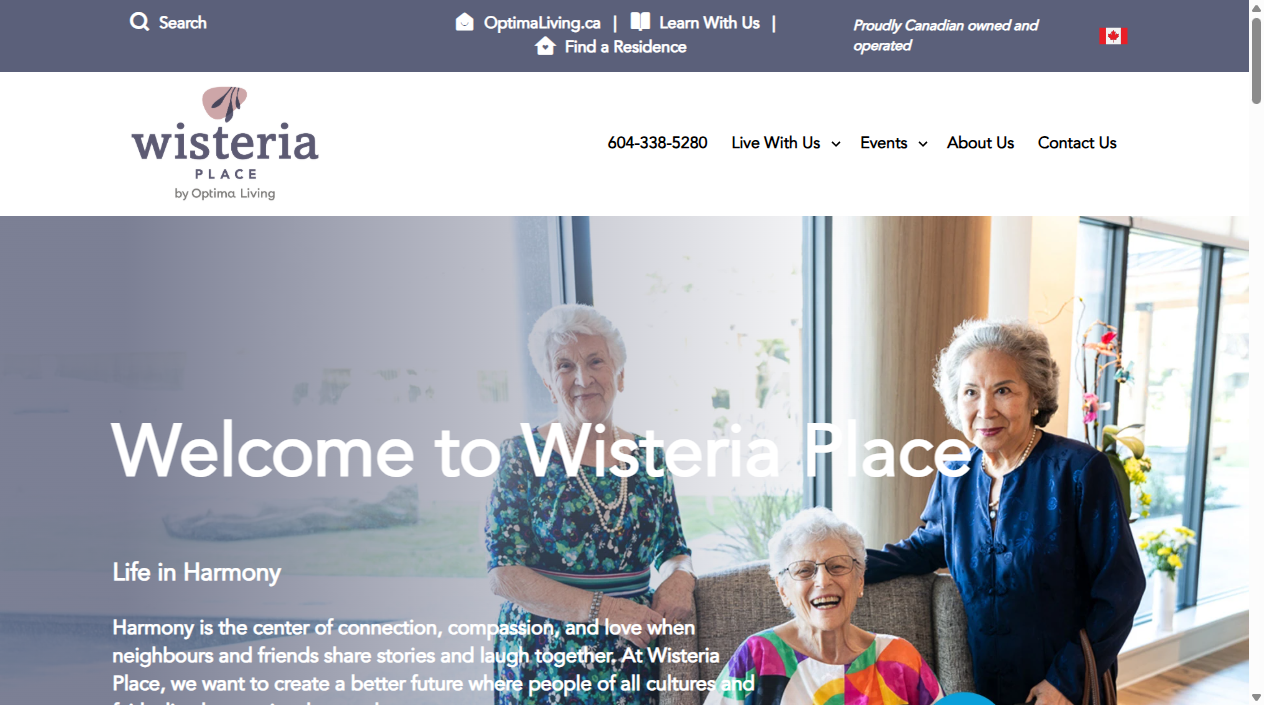 Search
OptimaLiving.ca | Learn With Us |
Find a Residence
Proudly Canadian owned and
operated
wisteria
PLACE
by Optima Living
604-338-5280 Live With Us Events About Us Contact Us
Welcome to Wisteria Place
Life in Harmony
Harmony is the center of connection, compassion, and love when
neighbours and friends share stories and laugh together. At Wisteria
Place, we want to create a better future where people of all cultures and